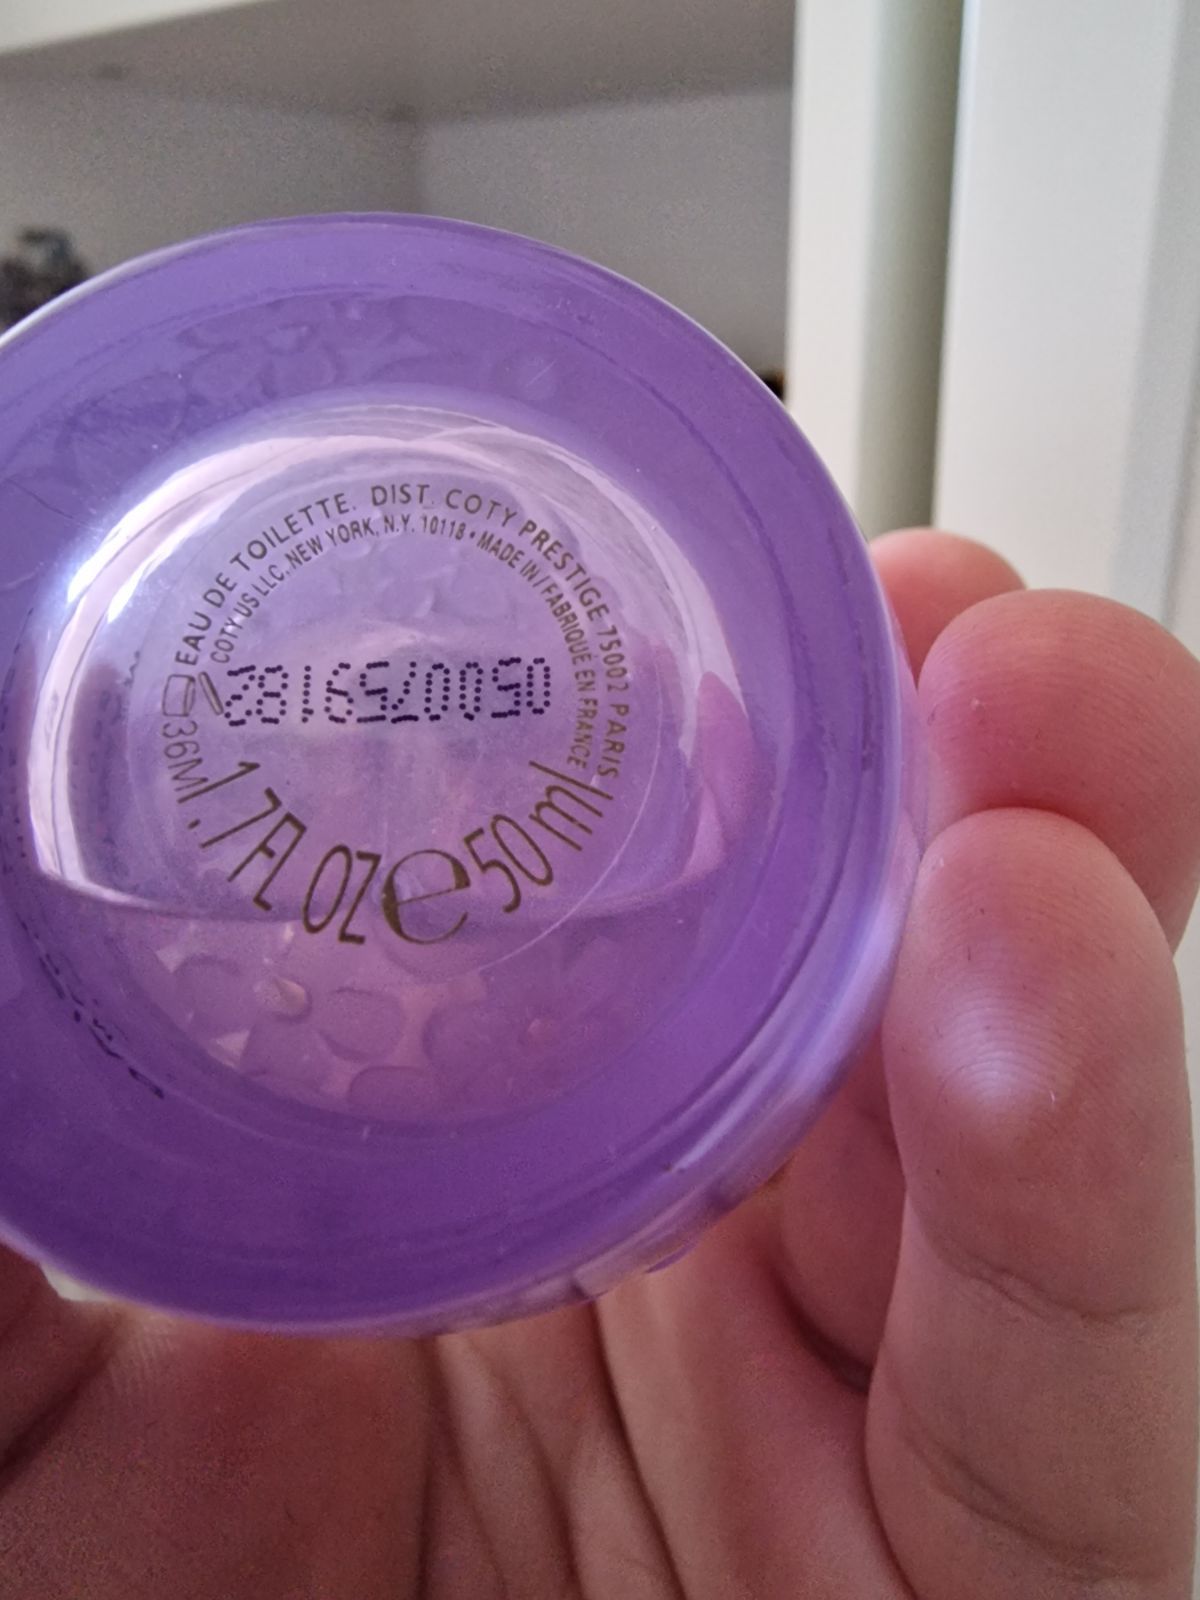 EAU DE TOILETTE. DIST. COTY PRESTIGE 75002 PARIS
COTY US LLC. NEW YORK, N.Y. 10118 • MADE IN / FABRIQUÉ EN FRANCE
36M
1.7 FL OZ e 50 ml